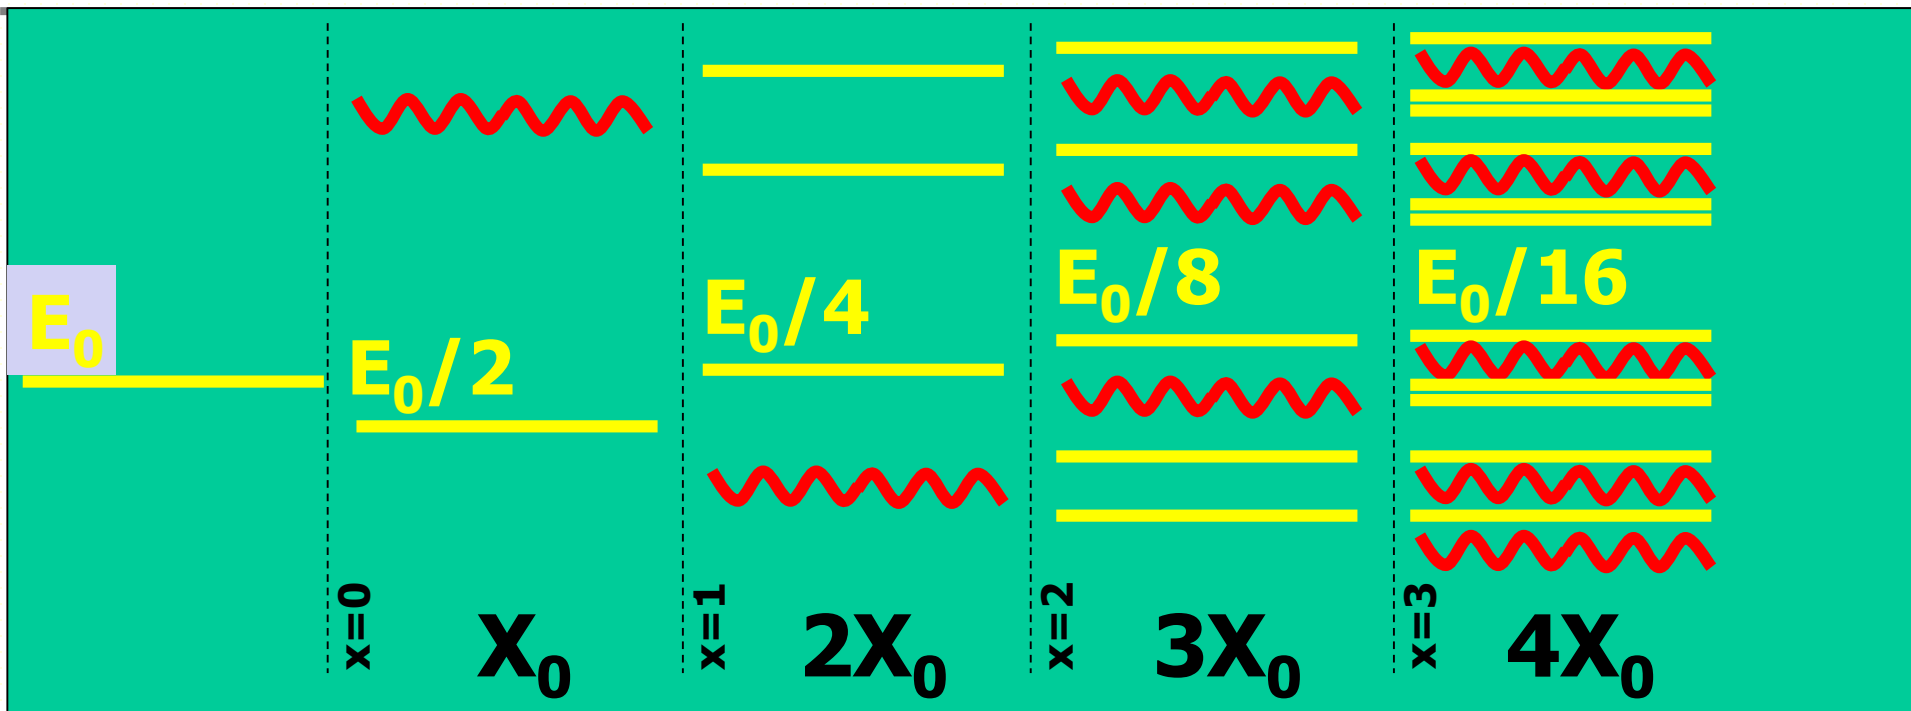 E₀
E₀/2
E₀/4
E₀/8
E₀/16
x=0
X₀
x=1
2X₀
x=2
3X₀
x=3
4X₀